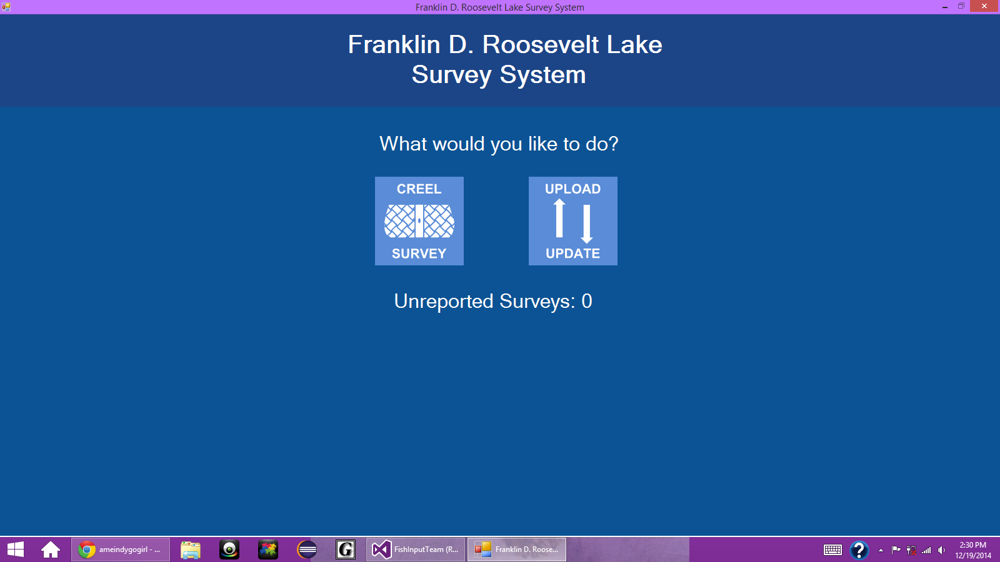 Franklin D. Roosevelt Lake Survey System
Franklin D. Roosevelt Lake
Survey System
What would you like to do?
CREEL
SURVEY
UPLOAD
UPDATE
Unreported Surveys: 0
ameindygogirl - ...
G
FishInputTeam (R...
Franklin D. Roose...
?
2:30 PM
12/19/2014